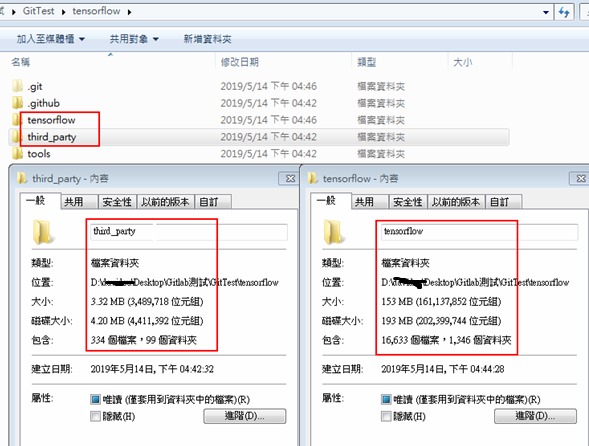 GitTest ▸ tensorflow ▸
加入至媒體櫃 ▼ 共用對象 ▼ 新增資料夾
名稱 修改日期 類型 大小
.git 2019/5/14 下午 04:46 檔案資料夾
.github 2019/5/14 下午 04:42 檔案資料夾
tensorflow 2019/5/14 下午 04:46 檔案資料夾
third_party 2019/5/14 下午 04:42 檔案資料夾
tools 2019/5/14 下午 04:42 檔案資料夾
third_party - 內容
一般 共用 安全性 以前的版本 自訂
third_party
類型: 檔案資料夾
位置: D:\ \Desktop\Gitlab測試\GitTest\tensorflow
大小: 3.32 MB (3,489,718 位元組)
磁碟大小: 4.20 MB (4,411,392 位元組)
包含: 334 個檔案，99 個資料夾
建立日期: 2019年5月14日, 下午 04:42:32
屬性: 唯讀 (僅套用到資料夾中的檔案)(R)
隱藏(H) 進階(D)...
tensorflow - 內容
一般 共用 安全性 以前的版本 自訂
tensorflow
類型: 檔案資料夾
位置: D:\ \Desktop\Gitlab測試\GitTest\tensorflow
大小: 153 MB (161,137,852 位元組)
磁碟大小: 193 MB (202,399,744 位元組)
包含: 16,633 個檔案，1,346 個資料夾
建立日期: 2019年5月14日, 下午 04:44:28
屬性: 唯讀 (僅套用到資料夾中的檔案)(R)
隱藏(H) 進階(D)...